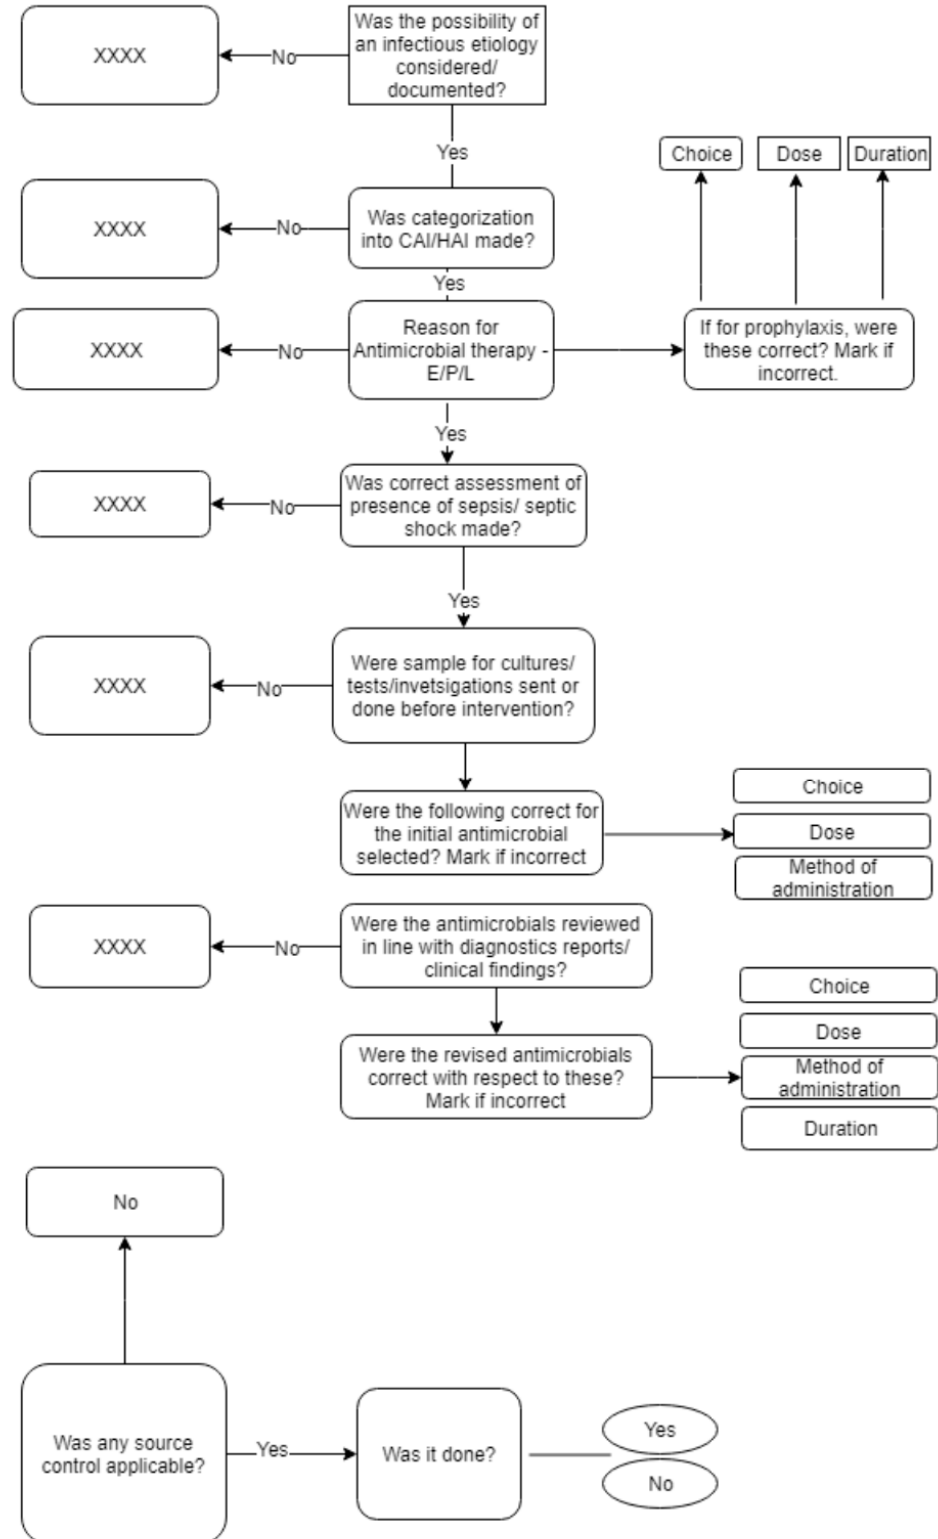 Was the possibility of
an infectious etiology
considered/
documented?
XXXX
No
Yes
Choice
Dose
Duration
Was categorization
into CAI/HAI made?
XXXX
No
Yes
Reason for
Antimicrobial therapy -
E/P/L
XXXX
No
If for prophylaxis, were
these correct? Mark if
incorrect.
Yes
Was correct assessment of
presence of sepsis/ septic
shock made?
XXXX
No
Yes
Were sample for cultures/
tests/invetsigations sent or
done before intervention?
XXXX
No
Were the following correct for
the initial antimicrobial
selected? Mark if incorrect
Choice
Dose
Method of
administration
Were the antimicrobials reviewed
in line with diagnostics reports/
clinical findings?
XXXX
No
Were the revised antimicrobials
correct with respect to these?
Mark if incorrect
Choice
Dose
Method of
administration
Duration
No
Was any source
control applicable?
Yes
Was it done?
Yes
No